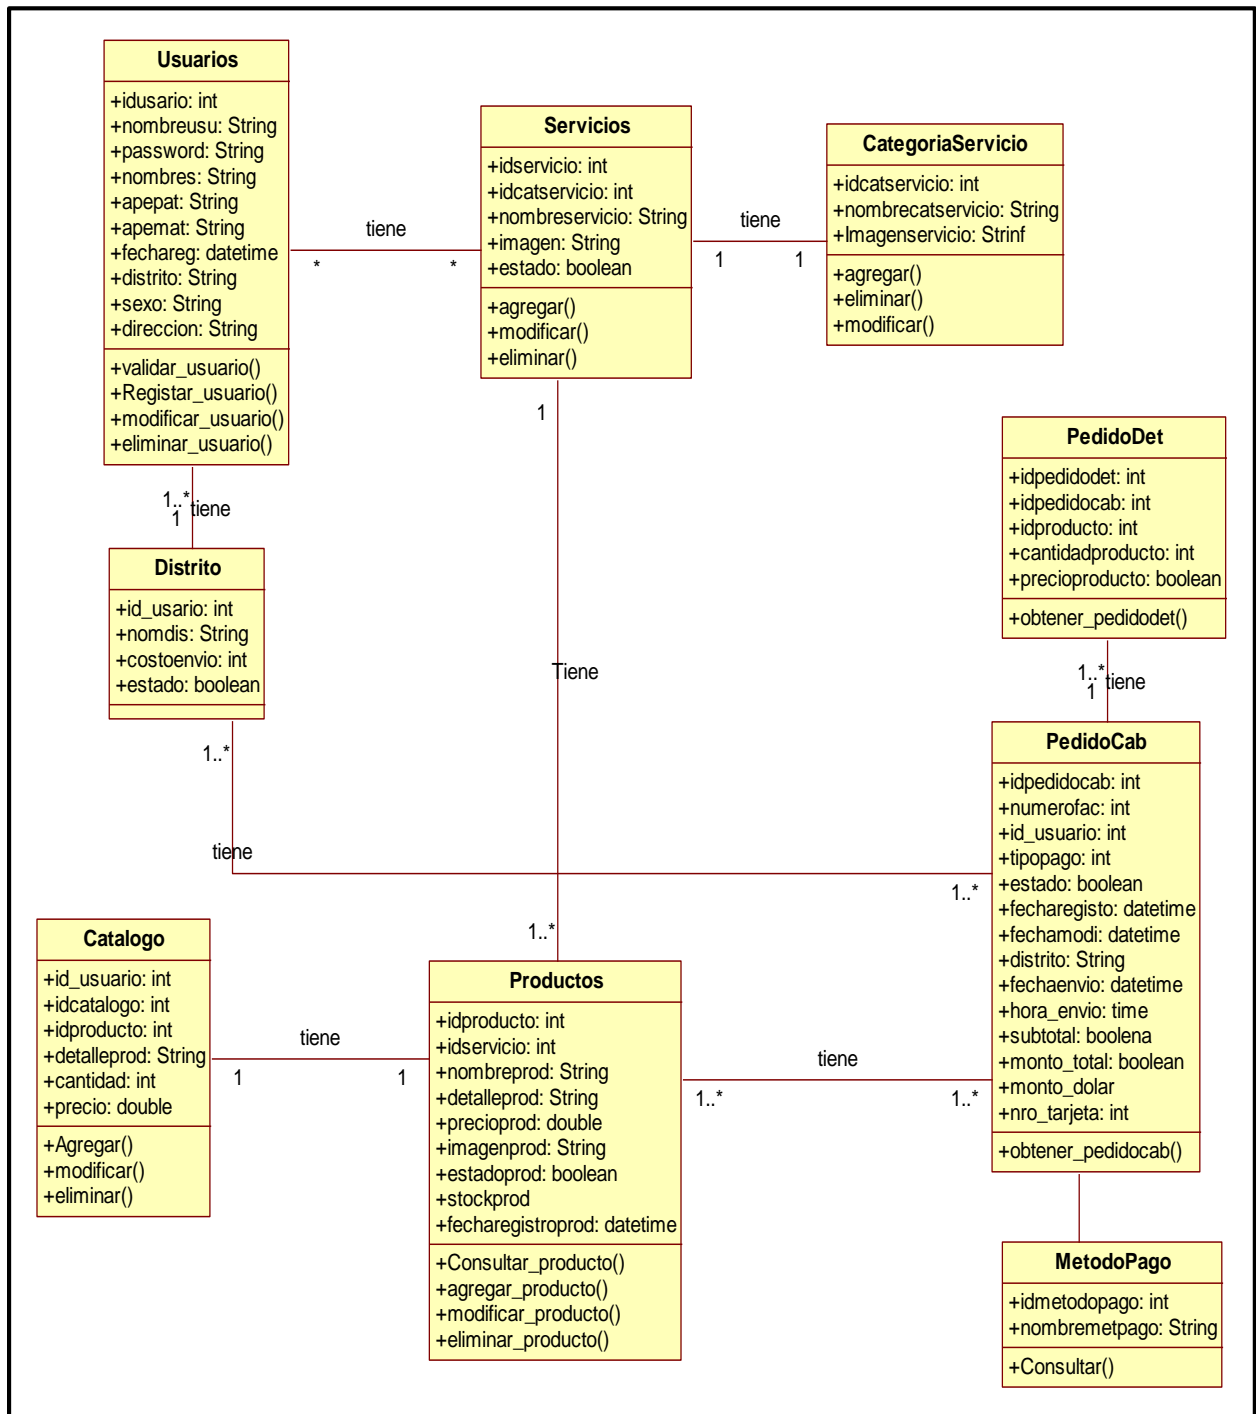 Usuarios
+idusario: int
+nombreusu: String
+password: String
+nombres: String
+apepat: String
+apemat: String
+fechareg: datetime
+distrito: String
+sexo: String
+direccion: String
+validar_usuario()
+Registar_usuario()
+modificar_usuario()
+eliminar_usuario()
tiene
*
*
Servicios
+idservicio: int
+idcatservicio: int
+nombreservicio: String
+imagen: String
+estado: boolean
+agregar()
+modificar()
+eliminar()
tiene
1
1
CategoriaServicio
+idcatservicio: int
+nombrecatservicio: String
+Imagenservicio: Strinf
+agregar()
+eliminar()
+modificar()
1..*
1
tiene
Distrito
+id_usario: int
+nomdis: String
+costoenvio: int
+estado: boolean
1
Tiene
1..*
PedidoDet
+idpedidodet: int
+idpedidocab: int
+idproducto: int
+cantidadproducto: int
+precioproducto: boolean
+obtener_pedidodet()
1..*
1
tiene
1..*
tiene
1..*
PedidoCab
+idpedidocab: int
+numerofac: int
+id_usuario: int
+tipopago: int
+estado: boolean
+fecharegisto: datetime
+fechamodi: datetime
+distrito: String
+fechaenvio: datetime
+hora_envio: time
+subtotal: boolena
+monto_total: boolean
+monto_dolar
+nro_tarjeta: int
+obtener_pedidocab()
Catalogo
+id_usuario: int
+idcatalogo: int
+idproducto: int
+detalleprod: String
+cantidad: int
+precio: double
+Agregar()
+modificar()
+eliminar()
tiene
1
1
Productos
+idproducto: int
+idservicio: int
+nombreprod: String
+detalleprod: String
+precioprod: double
+imagenprod: String
+estadoprod: boolean
+stockprod
+fecharegistroprod: datetime
+Consultar_producto()
+agregar_producto()
+modificar_producto()
+eliminar_producto()
tiene
1..*
1..*
MetodoPago
+idmetodopago: int
+nombremetpago: String
+Consultar()